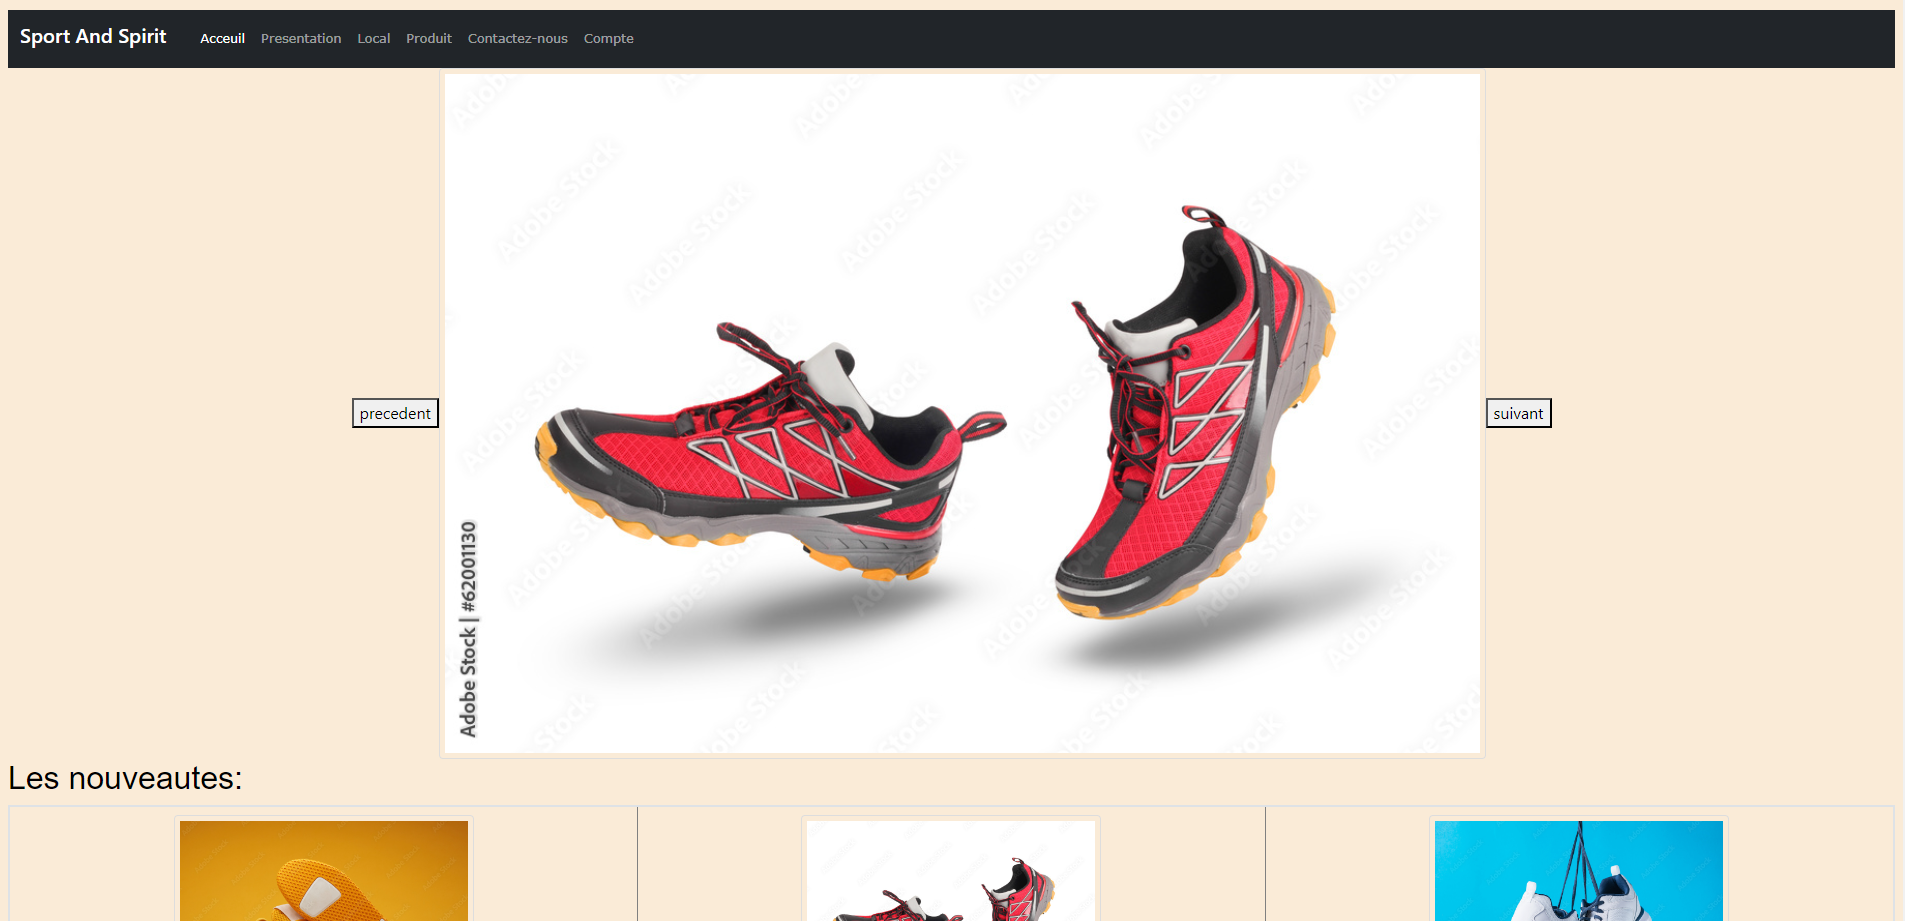 Sport And Spirit Acceuil Presentation Local Produit Contactez-nous Compte
precedent
suivant
Adobe Stock | #62001130
Les nouveautes: